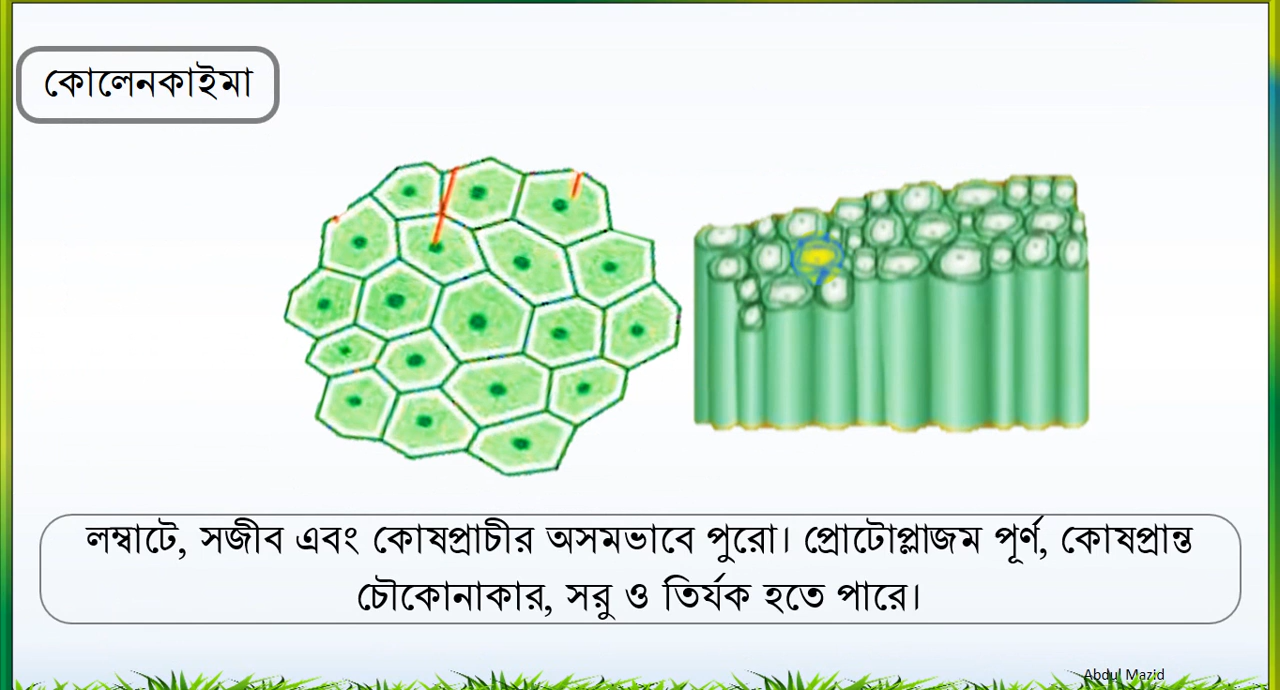 কোলেনকাইমা
লম্বাটে, সজীব এবং কোষপ্রাচীর অসমভাবে পুরো। প্রোটোপ্লাজম পূর্ণ, কোষপ্রান্ত
চৌকোনাকার, সরু ও তির্যক হতে পারে।
Abdul Mazid